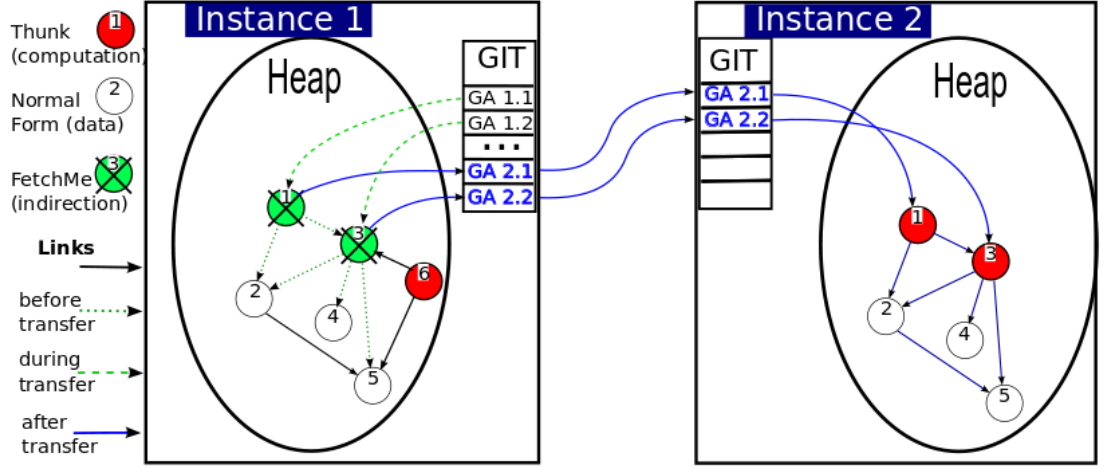 Thunk
(computation)
1
Normal
Form (data)
2
FetchMe
(indirection)
3
Links
before
transfer
during
transfer
after
transfer
Instance 1
Heap
GIT
GA 1.1
GA 1.2
...
GA 2.1
GA 2.2
1
3
6
2
4
5
Instance 2
GIT
GA 2.1
GA 2.2
Heap
1
3
2
4
5